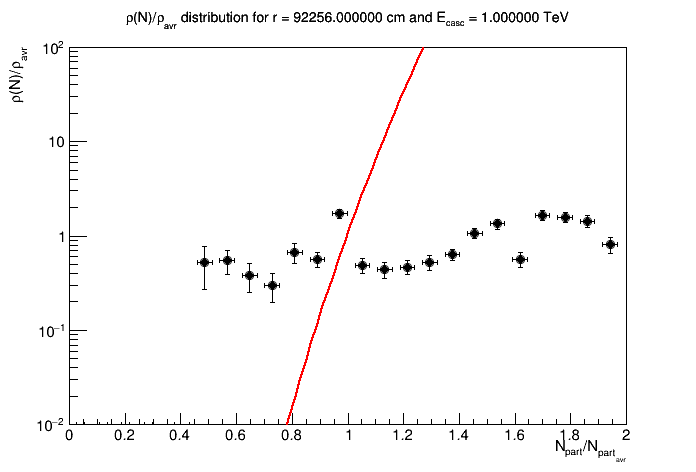 ρ(N)/ρavr distribution for r = 92256.000000 cm and Ecasc = 1.000000 TeV
ρ(N)/ρavr
10²
10
1
10⁻¹
10⁻²
0 0.2 0.4 0.6 0.8 1 1.2 1.4 1.6 1.8 2
Npart/Npartavr